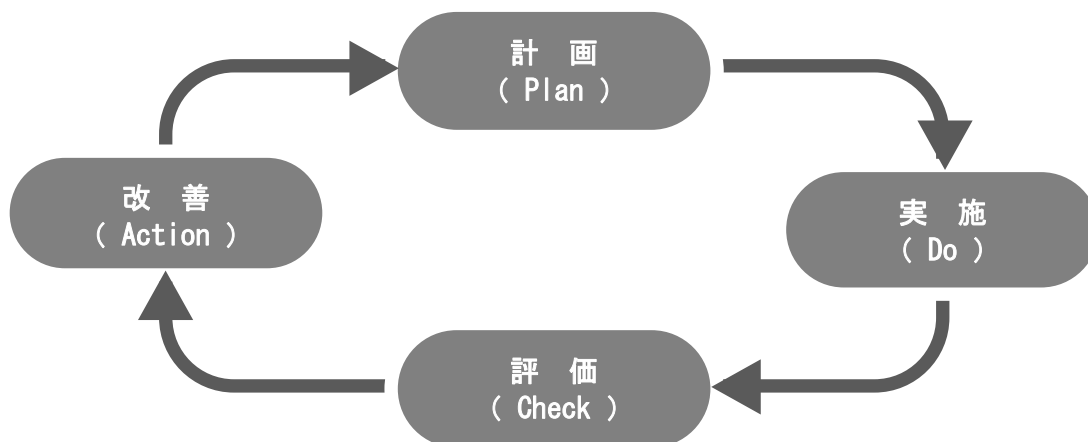 計　画
( Plan )
実　施
( Do )
評　価
( Check )
改　善
( Action )